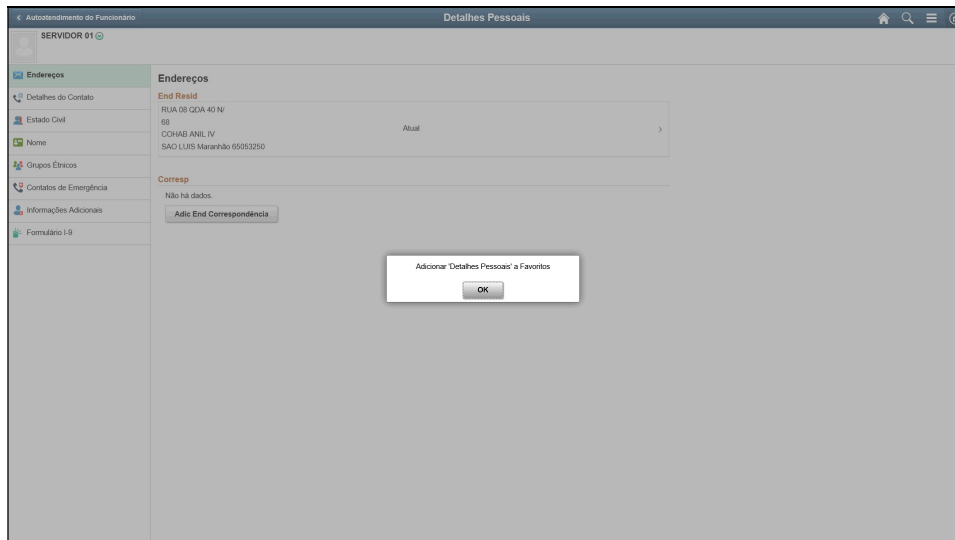 Autoatendimento do Funcionário
Detalhes Pessoais
SERVIDOR 01
Endereços
Detalhes do Contato
Estado Civil
Nome
Grupos Étnicos
Contatos de Emergência
Informações Adicionais
Formulário I-9
Endereços
End Resid
RUA 08 QDA 40 N/
68
COHAB ANIL IV
SAO LUIS Maranhão 65053250
Atual
Corresp
Não há dados.
Adic End Correspondência
Adicionar 'Detalhes Pessoais' a Favoritos
OK